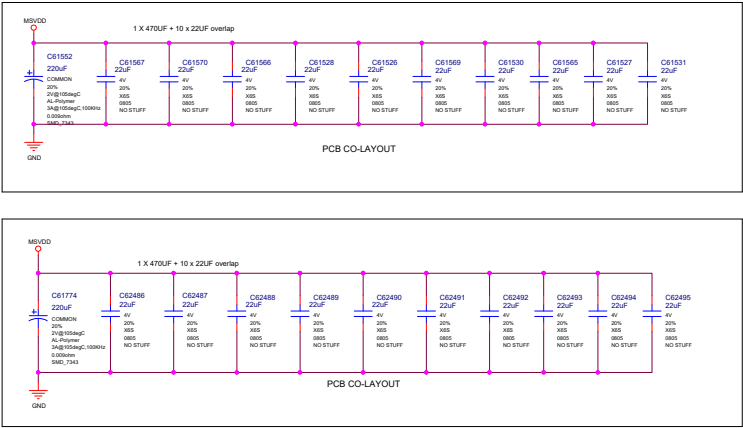 MSVDD
1 X 470UF + 10 x 22UF overlap
C61552
220uF
COMMON
20%
2V@105degC
AL-Polymer
3A@105degC,100KHz
0.009ohm
SMD_7343
C61567
22uF
4V
20%
X6S
0805
NO STUFF
C61570
22uF
4V
20%
X6S
0805
NO STUFF
C61566
22uF
4V
20%
X6S
0805
NO STUFF
C61528
22uF
4V
20%
X6S
0805
NO STUFF
C61526
22uF
4V
20%
X6S
0805
NO STUFF
C61569
22uF
4V
20%
X6S
0805
NO STUFF
C61530
22uF
4V
20%
X6S
0805
NO STUFF
C61565
22uF
4V
20%
X6S
0805
NO STUFF
C61527
22uF
4V
20%
X6S
0805
NO STUFF
C61531
22uF
4V
20%
X6S
0805
NO STUFF
GND
PCB CO-LAYOUT
MSVDD
1 X 470UF + 10 x 22UF overlap
C61774
220uF
COMMON
20%
2V@105degC
AL-Polymer
3A@105degC,100KHz
0.009ohm
SMD_7343
C62486
22uF
4V
20%
X6S
0805
NO STUFF
C62487
22uF
4V
20%
X6S
0805
NO STUFF
C62488
22uF
4V
20%
X6S
0805
NO STUFF
C62489
22uF
4V
20%
X6S
0805
NO STUFF
C62490
22uF
4V
20%
X6S
0805
NO STUFF
C62491
22uF
4V
20%
X6S
0805
NO STUFF
C62492
22uF
4V
20%
X6S
0805
NO STUFF
C62493
22uF
4V
20%
X6S
0805
NO STUFF
C62494
22uF
4V
20%
X6S
0805
NO STUFF
C62495
22uF
4V
20%
X6S
0805
NO STUFF
PCB CO-LAYOUT
GND